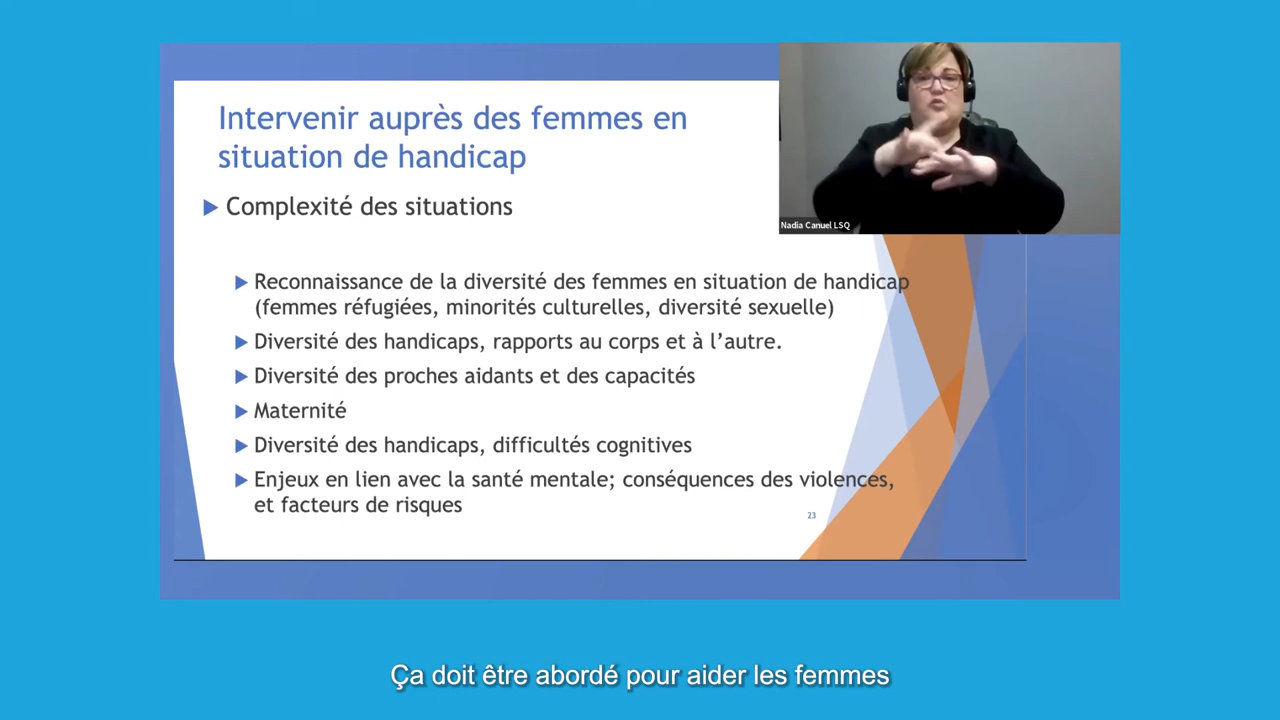 Intervenir auprès des femmes en
situation de handicap
Complexité des situations
Nadia Canuel LSQ
Reconnaissance de la diversité des femmes en situation de handicap
(femmes réfugiées, minorités culturelles, diversité sexuelle)
Diversité des handicaps, rapports au corps et à l’autre.
Diversité des proches aidants et des capacités
Maternité
Diversité des handicaps, difficultés cognitives
Enjeux en lien avec la santé mentale; conséquences des violences,
et facteurs de risques
23
Ça doit être abordé pour aider les femmes